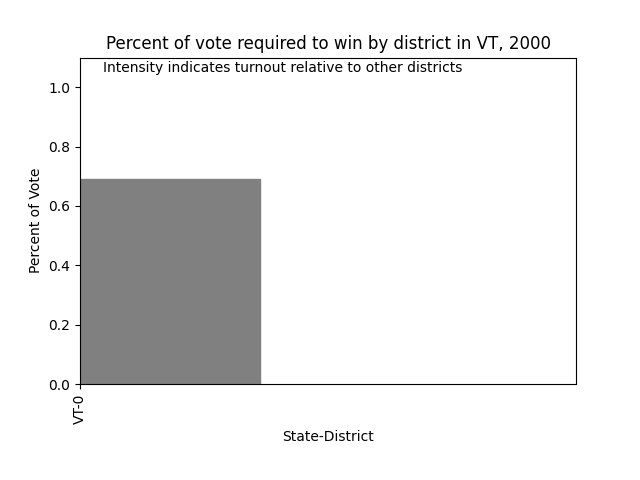 Percent of vote required to win by district in VT, 2000
Intensity indicates turnout relative to other districts
1.0
0.8
0.6
0.4
0.2
0.0
Percent of Vote
VT-0
State-District